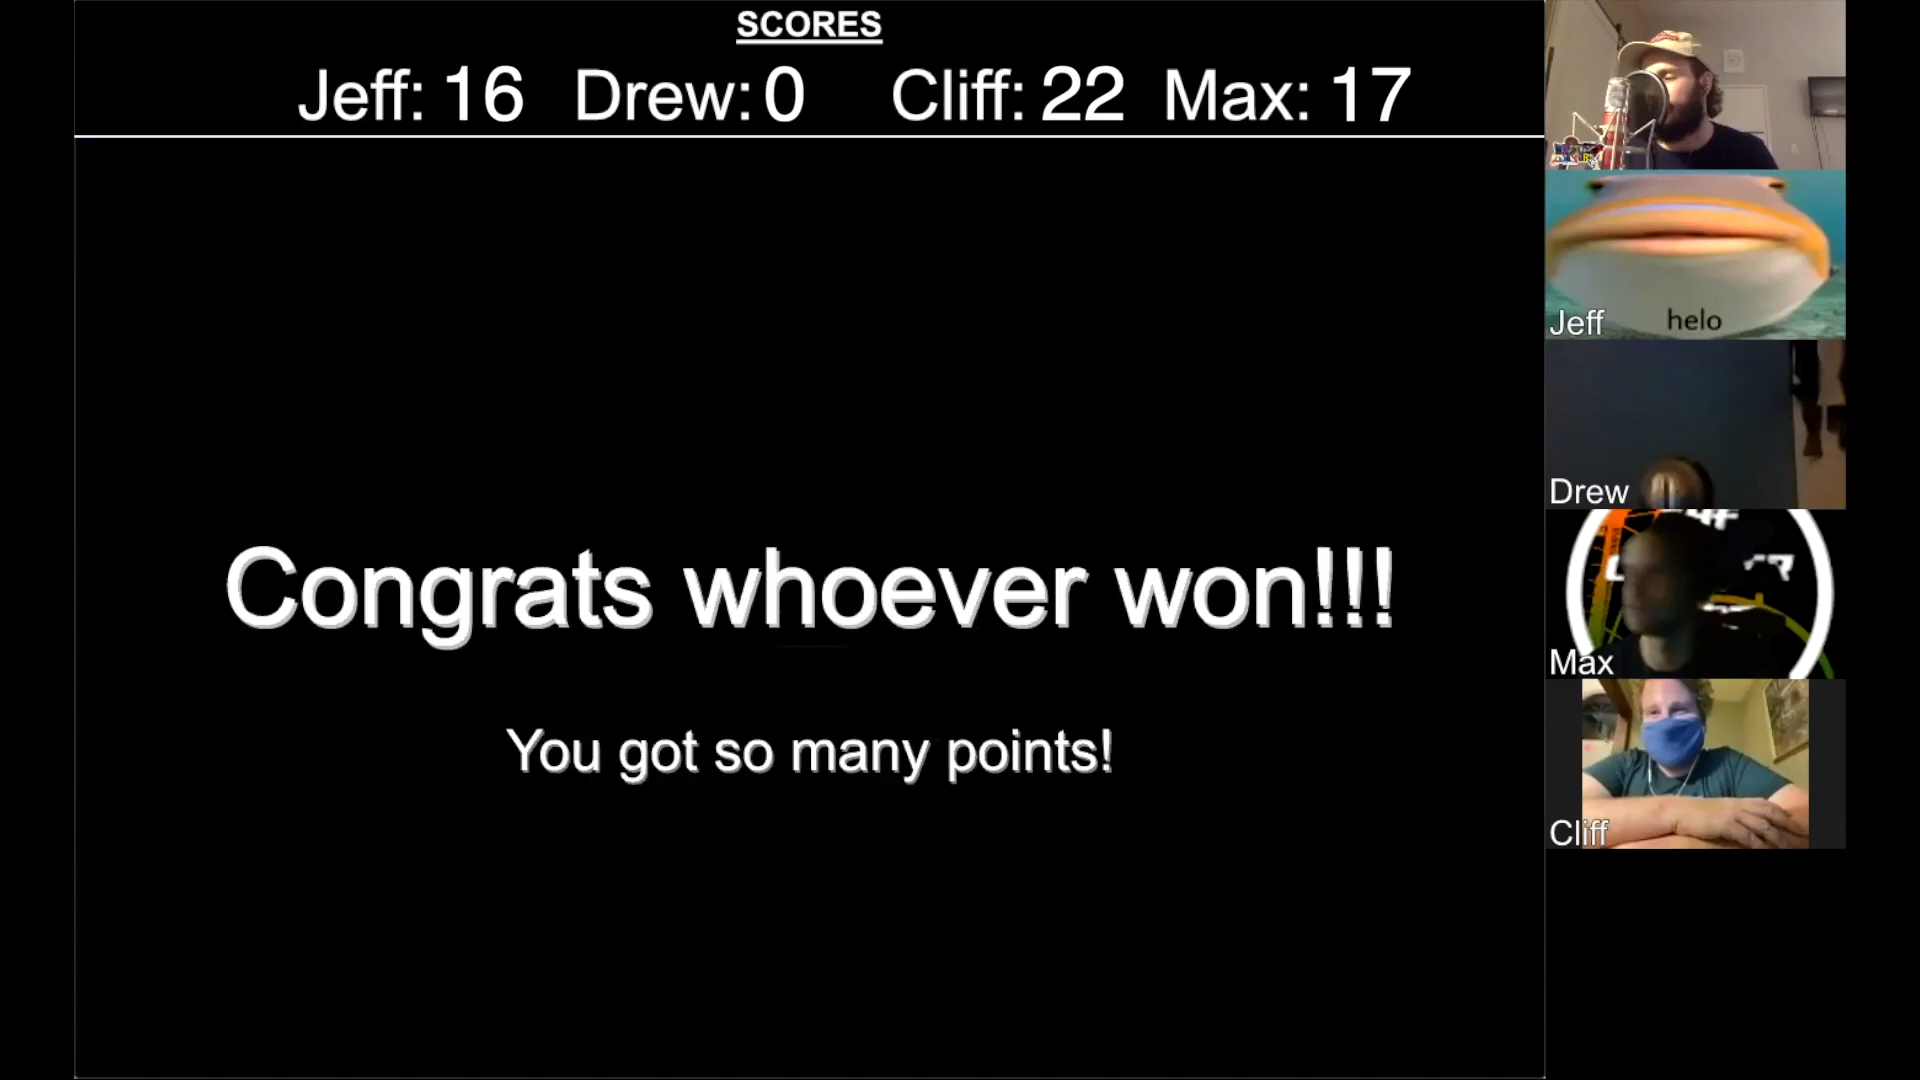 SCORES
Jeff: 16 Drew: 0 Cliff: 22 Max: 17
Congrats whoever won!!!
You got so many points!
Jeff
helo
Drew
Max
Cliff